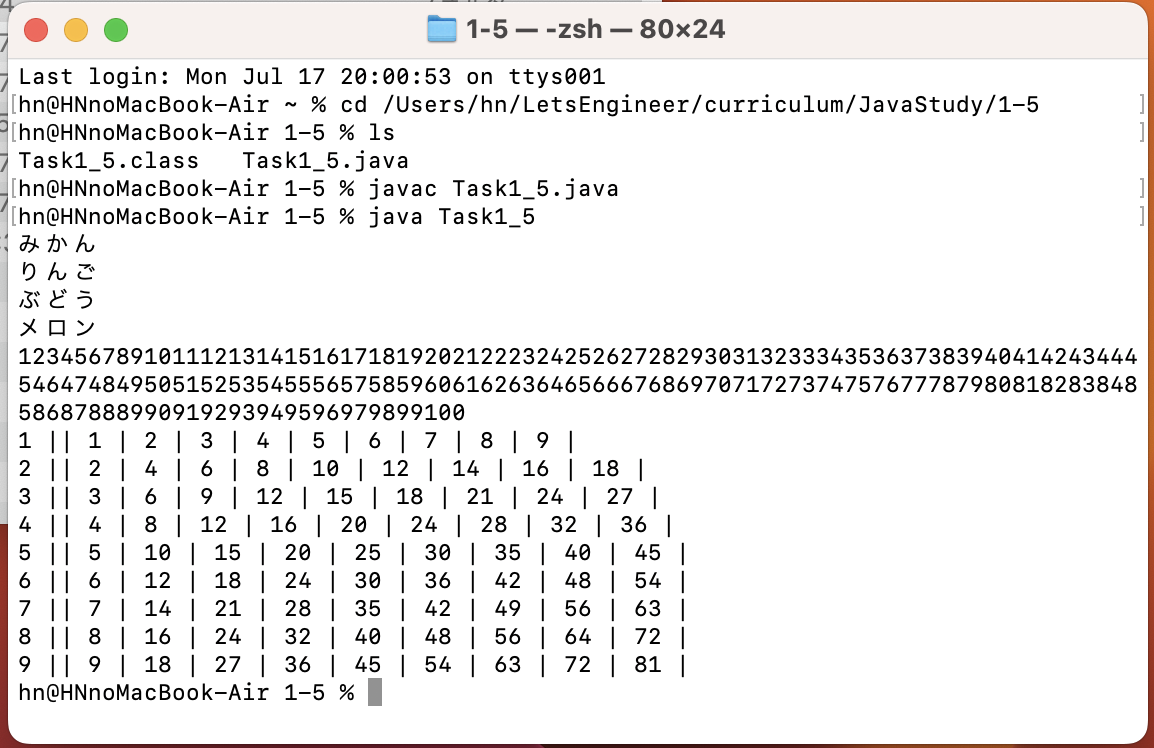 1-5 — -zsh — 80×24
Last login: Mon Jul 17 20:00:53 on ttys001
[hn@HNnoMacBook-Air ~ % cd /Users/hn/LetsEngineer/curriculum/JavaStudy/1-5 ]
[hn@HNnoMacBook-Air 1-5 % ls ]
Task1_5.class   Task1_5.java
[hn@HNnoMacBook-Air 1-5 % javac Task1_5.java ]
[hn@HNnoMacBook-Air 1-5 % java Task1_5 ]
みかん
りんご
ぶどう
メロン
12345678910111213141516171819202122232425262728293031323334353637383940414243444
54647484950515253545556575859606162636465666768697071727374757677787980818283848
58687888990919293949596979899100
1 || 1 | 2 | 3 | 4 | 5 | 6 | 7 | 8 | 9 |
2 || 2 | 4 | 6 | 8 | 10 | 12 | 14 | 16 | 18 |
3 || 3 | 6 | 9 | 12 | 15 | 18 | 21 | 24 | 27 |
4 || 4 | 8 | 12 | 16 | 20 | 24 | 28 | 32 | 36 |
5 || 5 | 10 | 15 | 20 | 25 | 30 | 35 | 40 | 45 |
6 || 6 | 12 | 18 | 24 | 30 | 36 | 42 | 48 | 54 |
7 || 7 | 14 | 21 | 28 | 35 | 42 | 49 | 56 | 63 |
8 || 8 | 16 | 24 | 32 | 40 | 48 | 56 | 64 | 72 |
9 || 9 | 18 | 27 | 36 | 45 | 54 | 63 | 72 | 81 |
hn@HNnoMacBook-Air 1-5 %